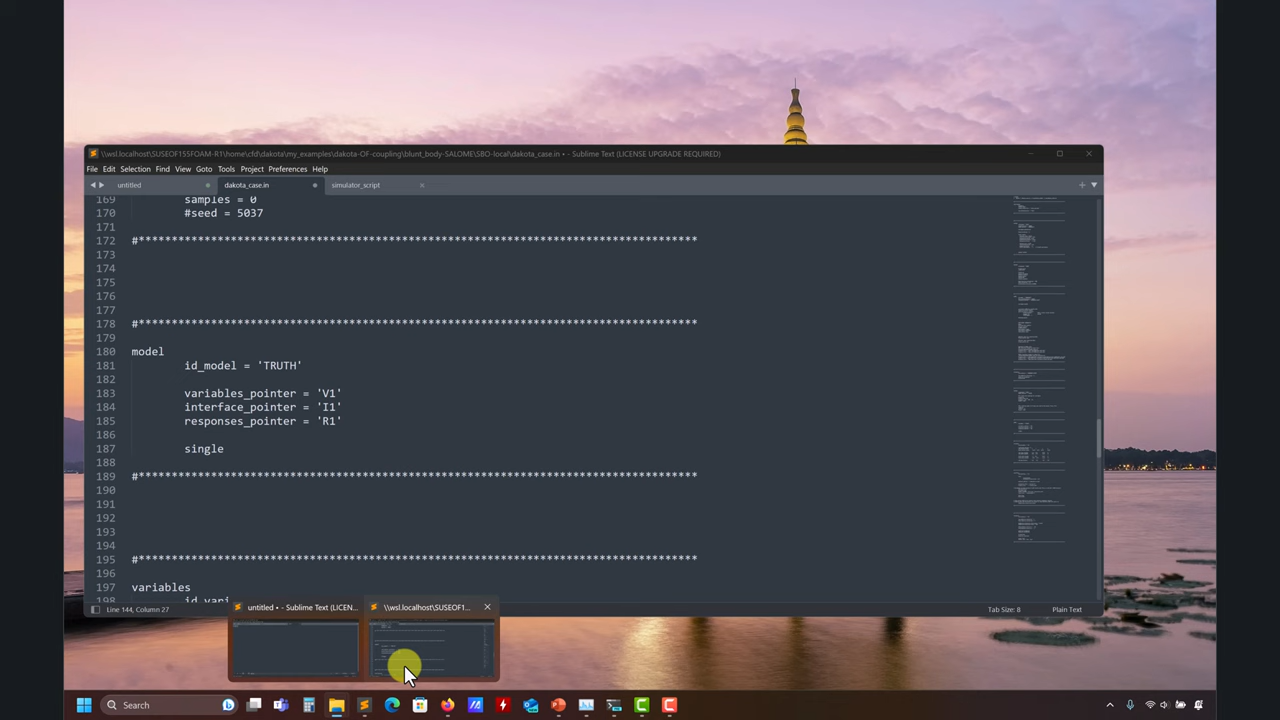 \\wsl.localhost\SUSEOF155FOAM-R1\home\cfd\dakota\my_examples\dakota-OF-coupling\blunt_body-SALOME\SBO-local\dakota_case.in • - Sublime Text (LICENSE UPGRADE REQUIRED)
File Edit Selection Find View Goto Tools Project Preferences Help
untitled dakota_case.in simulator_script
169 samples = 0
170 #seed = 5037
171
172 #*********************************************************************
173
174
175
176
177
178 #*********************************************************************
179
180 model
181 id_model = 'TRUTH'
182
183 variables_pointer = 'V1'
184 interface_pointer = 'I1'
185 responses_pointer = 'R1'
186
187 single
188
189 #*********************************************************************
190
191
192
193
194
195 #*********************************************************************
196
197 variables
198
untitled • - Sublime Text (LICEN... \\wsl.localhost\SUSEOF1...
Line 144, Column 27 Tab Size: 8 Plain Text
Search